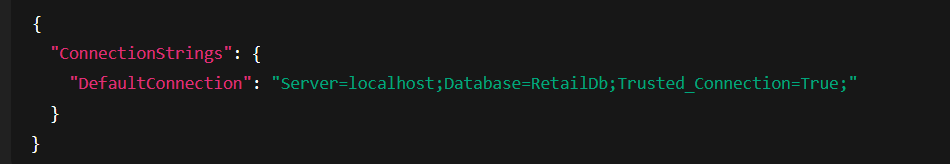 {
"ConnectionStrings": {
"DefaultConnection": "Server=localhost;Database=RetailDb;Trusted_Connection=True;"
}
}